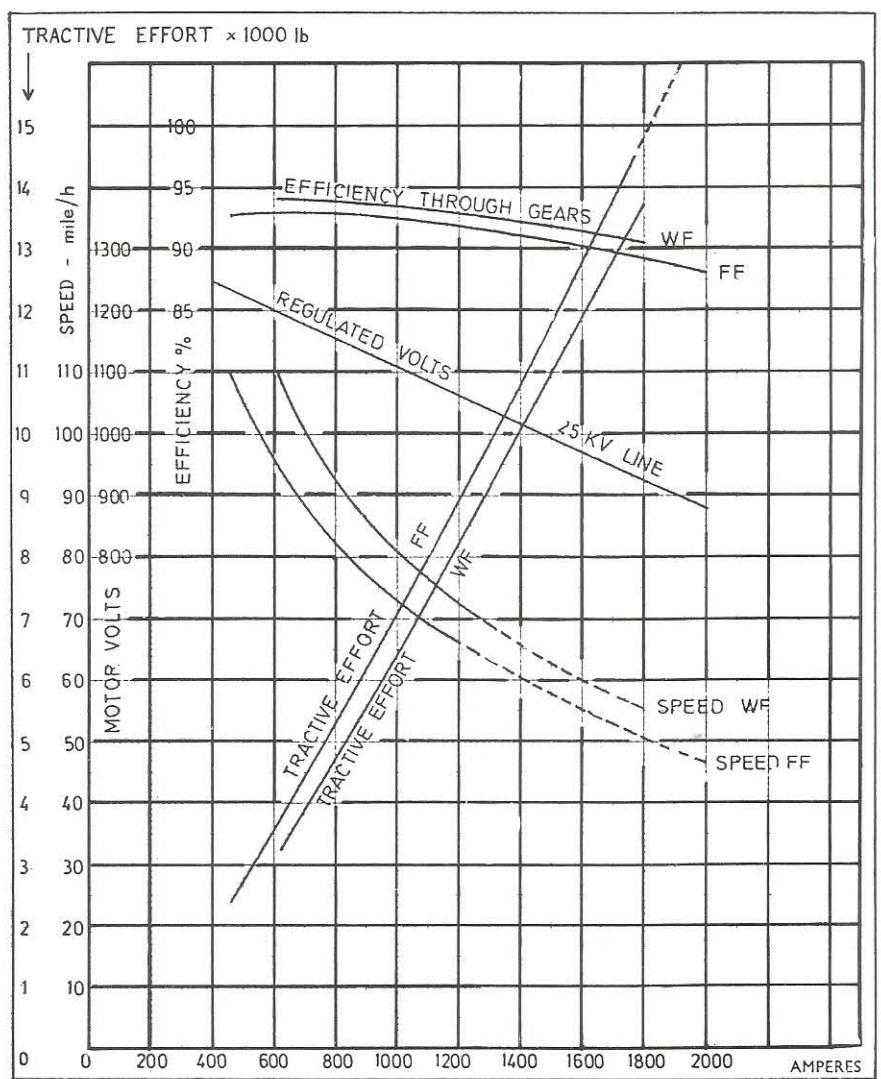 TRACTIVE EFFORT × 1000 lb
15
14
13
12
11
10
9
8
7
6
5
4
3
2
1
0
SPEED - mile/h
110
100
90
80
70
60
50
40
30
20
10
1300
1200
1100
1000
900
800
MOTOR VOLTS
100
95
90
85
EFFICIENCY %
EFFICIENCY THROUGH GEARS
WF
FF
REGULATED VOLTS
25 KV LINE
FF
WF
TRACTIVE EFFORT
TRACTIVE EFFORT
SPEED WF
SPEED FF
0 200 400 600 800 1000 1200 1400 1600 1800 2000 AMPERES